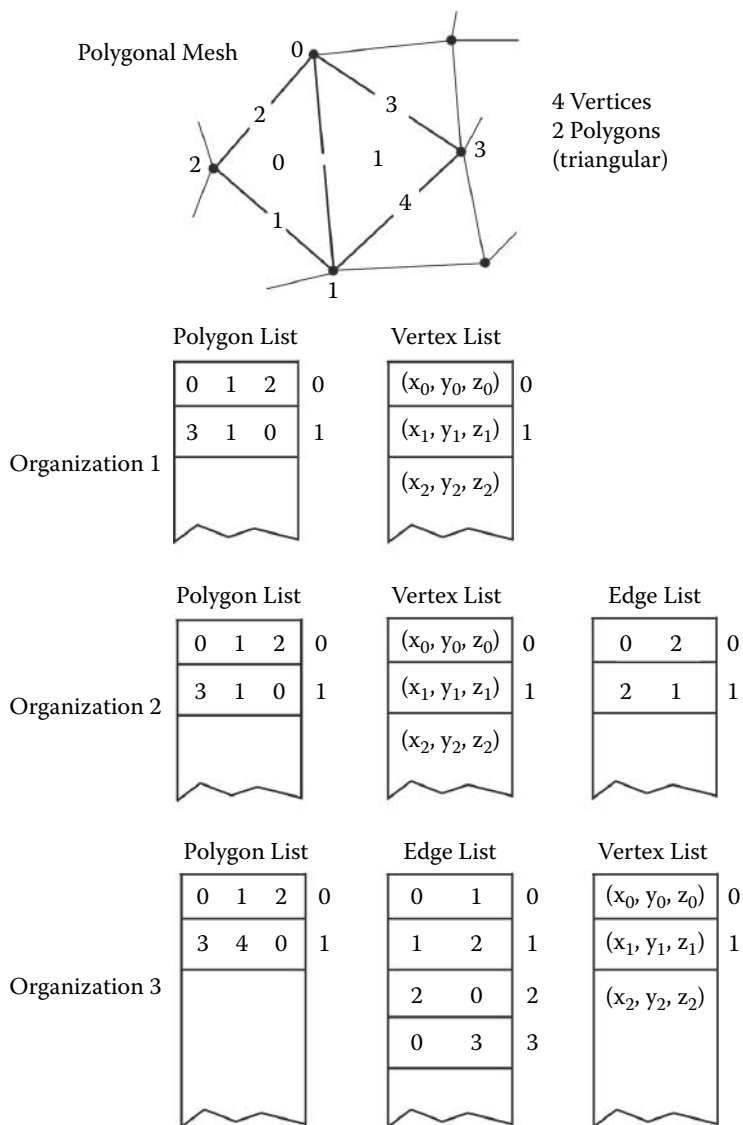 Polygonal Mesh
0
2
3
2
0
1
3
1
4
1
4 Vertices
2 Polygons
(triangular)
Polygon List Vertex List
0 1 2 0 (x0, y0, z0) 0
3 1 0 1 (x1, y1, z1) 1
Organization 1 (x2, y2, z2)
Polygon List Vertex List Edge List
0 1 2 0 (x0, y0, z0) 0 0 2 0
3 1 0 1 (x1, y1, z1) 1 2 1 1
Organization 2
(x2, y2, z2)
Polygon List Edge List Vertex List
0 1 2 0 0 1 0 (x0, y0, z0) 0
3 4 0 1 1 2 1 (x1, y1, z1) 1
Organization 3 2 0 2 (x2, y2, z2)
0 3 3